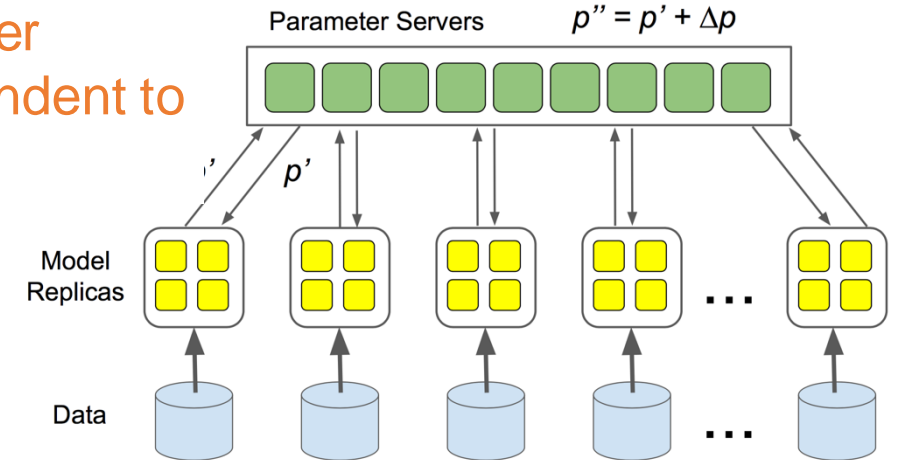 er
ndent to
Parameter Servers
p’’ = p’ + Δp
p’
Model
Replicas
...
Data
...